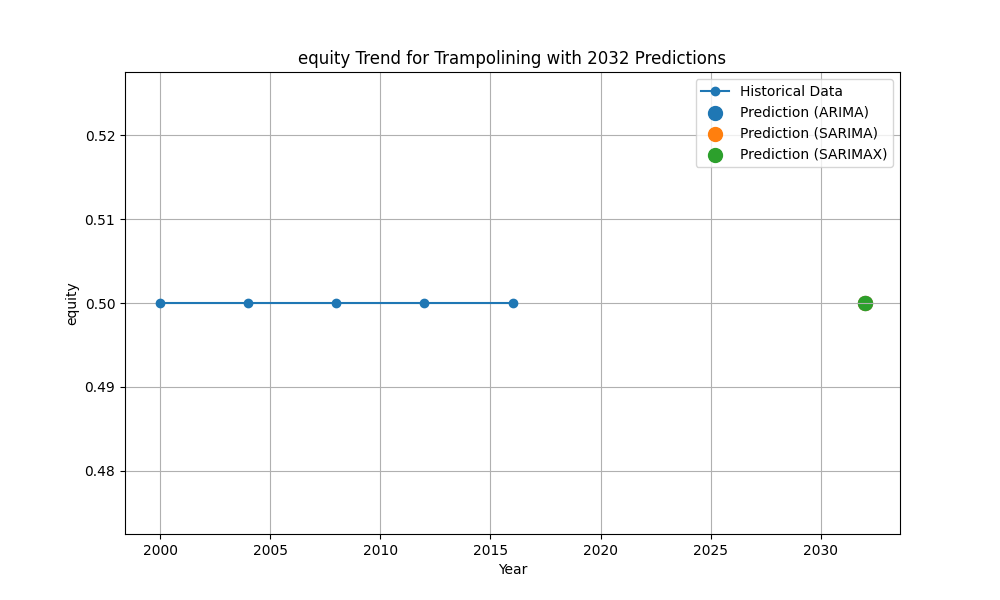 equity Trend for Trampolining with 2032 Predictions
Historical Data
Prediction (ARIMA)
Prediction (SARIMA)
Prediction (SARIMAX)
0.52
0.51
0.50
0.49
0.48
equity
2000 2005 2010 2015 2020 2025 2030
Year